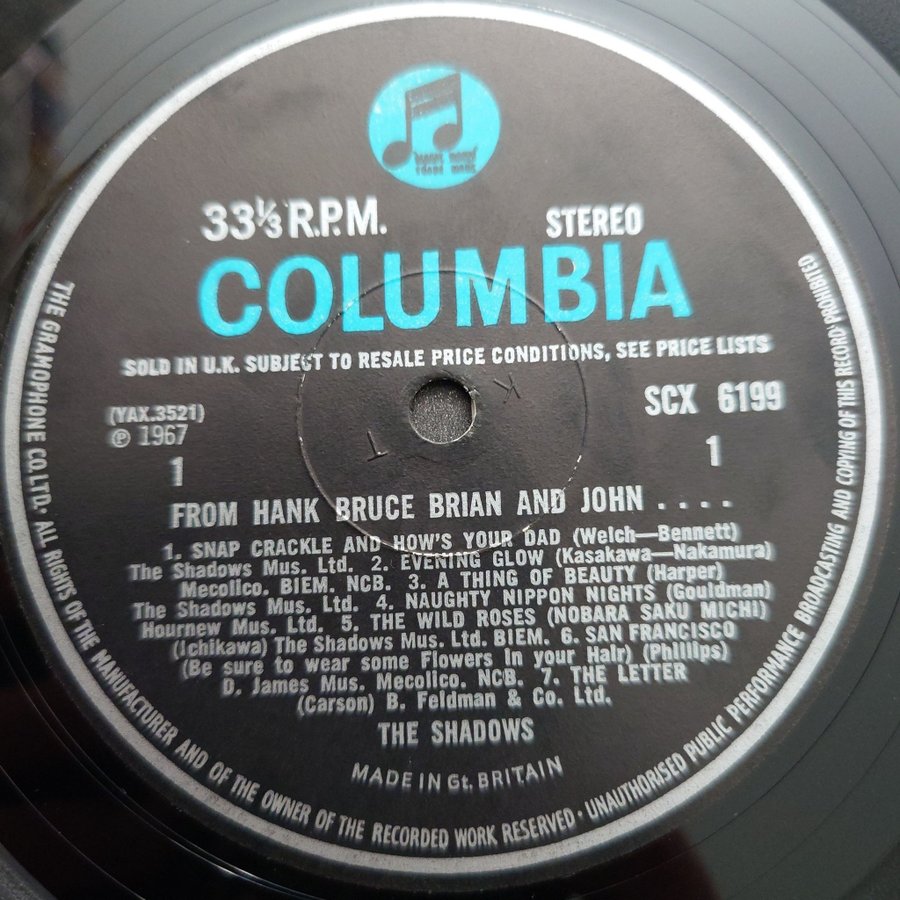 33⅓ R.P.M.
STEREO
COLUMBIA
SOLD IN U.K. SUBJECT TO RESALE PRICE CONDITIONS, SEE PRICE LISTS
(YAX.3521)
SCX 6199
℗ 1967
1
1
K
T
FROM HANK BRUCE BRIAN AND JOHN ....
1. SNAP CRACKLE AND HOW'S YOUR DAD (Welch—Bennett)
The Shadows Mus. Ltd. 2. EVENING GLOW (Kasakawa—Nakamura)
Mecolico. BIEM. NCB. 3. A THING OF BEAUTY (Harper)
The Shadows Mus. Ltd. 4. NAUGHTY NIPPON NIGHTS (Gouldman)
Hournew Mus. Ltd. 5. THE WILD ROSES (NOBARA SAKU MICHI)
(Ichikawa) The Shadows Mus. Ltd. BIEM. 6. SAN FRANCISCO
(Be sure to wear some Flowers in your Hair) (Phillips)
D. James Mus. Mecolico. NCB. 7. THE LETTER
(Carson) B. Feldman & Co. Ltd.
THE SHADOWS
MADE IN Gt. BRITAIN
THE GRAMOPHONE CO. LTD. · ALL RIGHTS OF THE MANUFACTURER AND OF THE OWNER OF THE RECORDED WORK RESERVED · UNAUTHORISED PUBLIC PERFORMANCE BROADCASTING AND COPYING OF THIS RECORD PROHIBITED